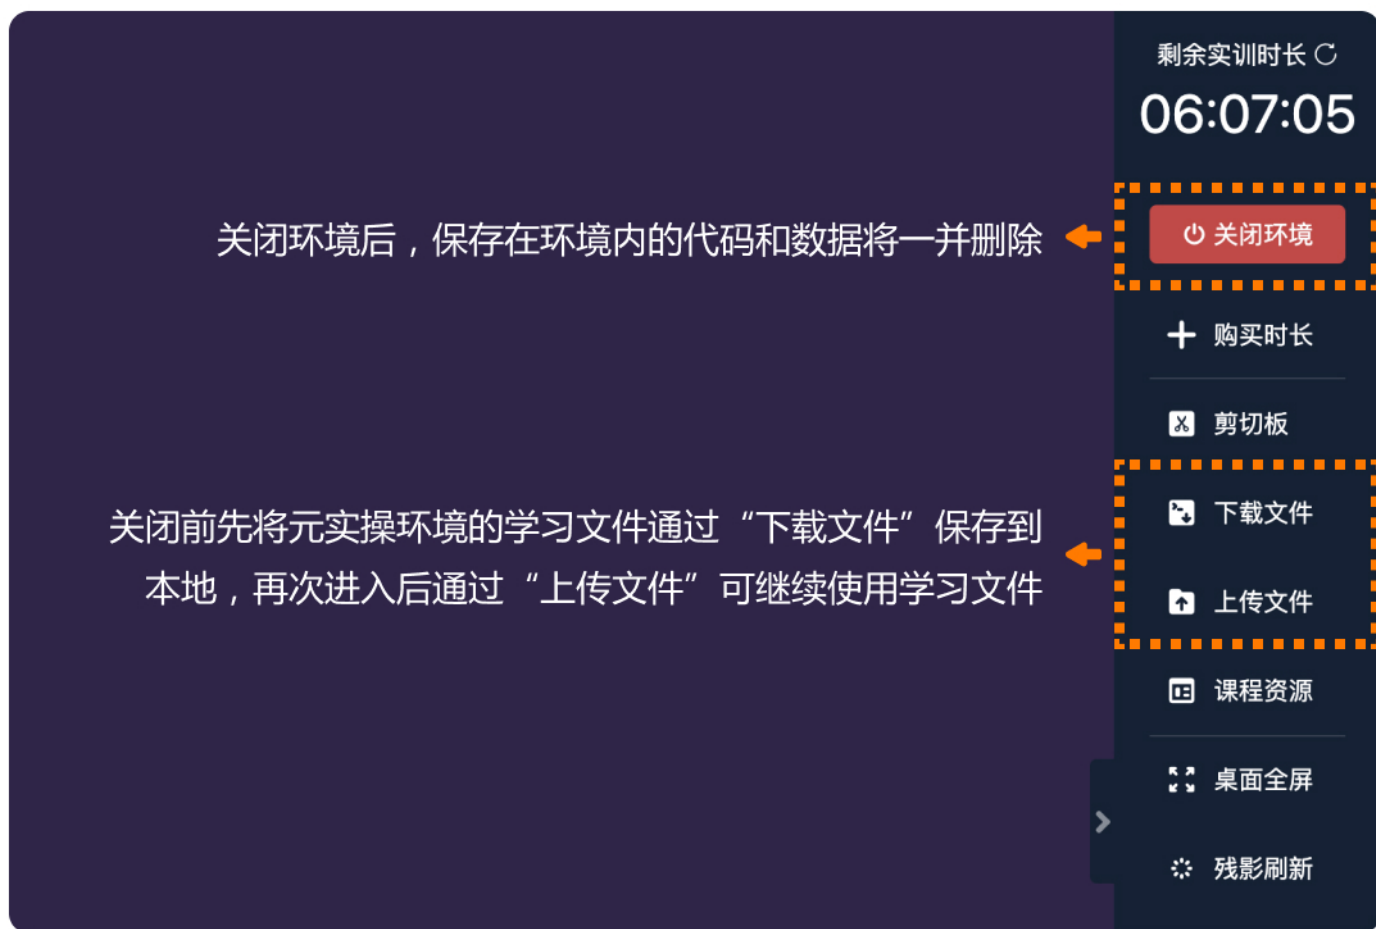 剩余实训时长
06:07:05
关闭环境后，保存在环境内的代码和数据将一并删除
关闭环境
购买时长
剪切板
关闭前先将元实操环境的学习文件通过“下载文件”保存到
本地，再次进入后通过“上传文件”可继续使用学习文件
下载文件
上传文件
课程资源
桌面全屏
残影刷新